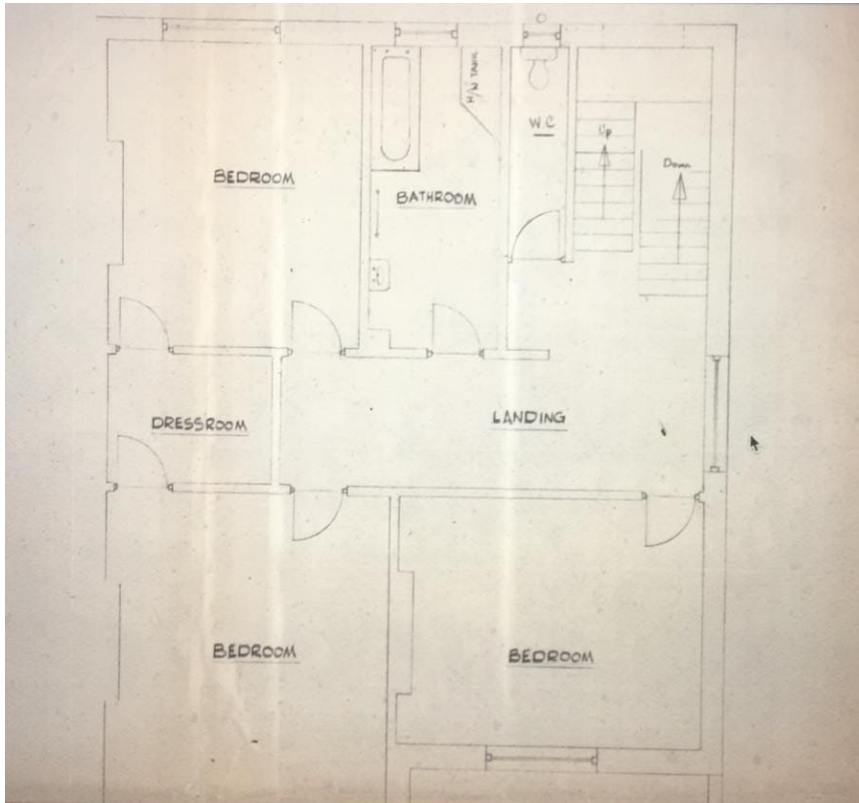 H/W TANK
W.C
Up
Down
BEDROOM
BATHROOM
DRESSROOM
LANDING
BEDROOM
BEDROOM